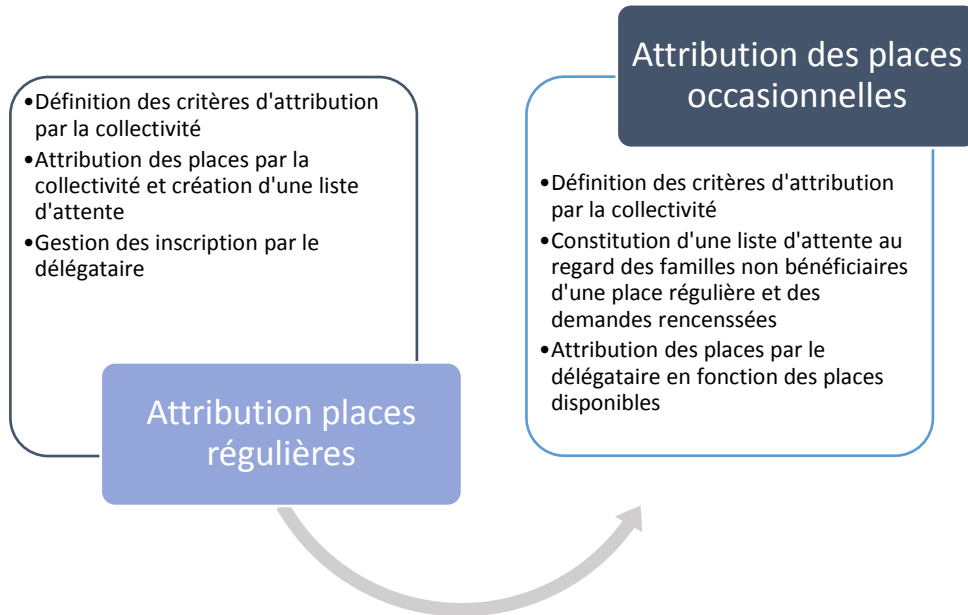 •Définition des critères d'attribution
par la collectivité
•Attribution des places par la
collectivité et création d'une liste
d'attente
•Gestion des inscription par le
délégataire
Attribution places
régulières
Attribution des places
occasionnelles
•Définition des critères d'attribution
par la collectivité
•Constitution d'une liste d'attente au
regard des familles non bénéficiaires
d'une place régulière et des
demandes rencenssées
•Attribution des places par le
délégataire en fonction des places
disponibles